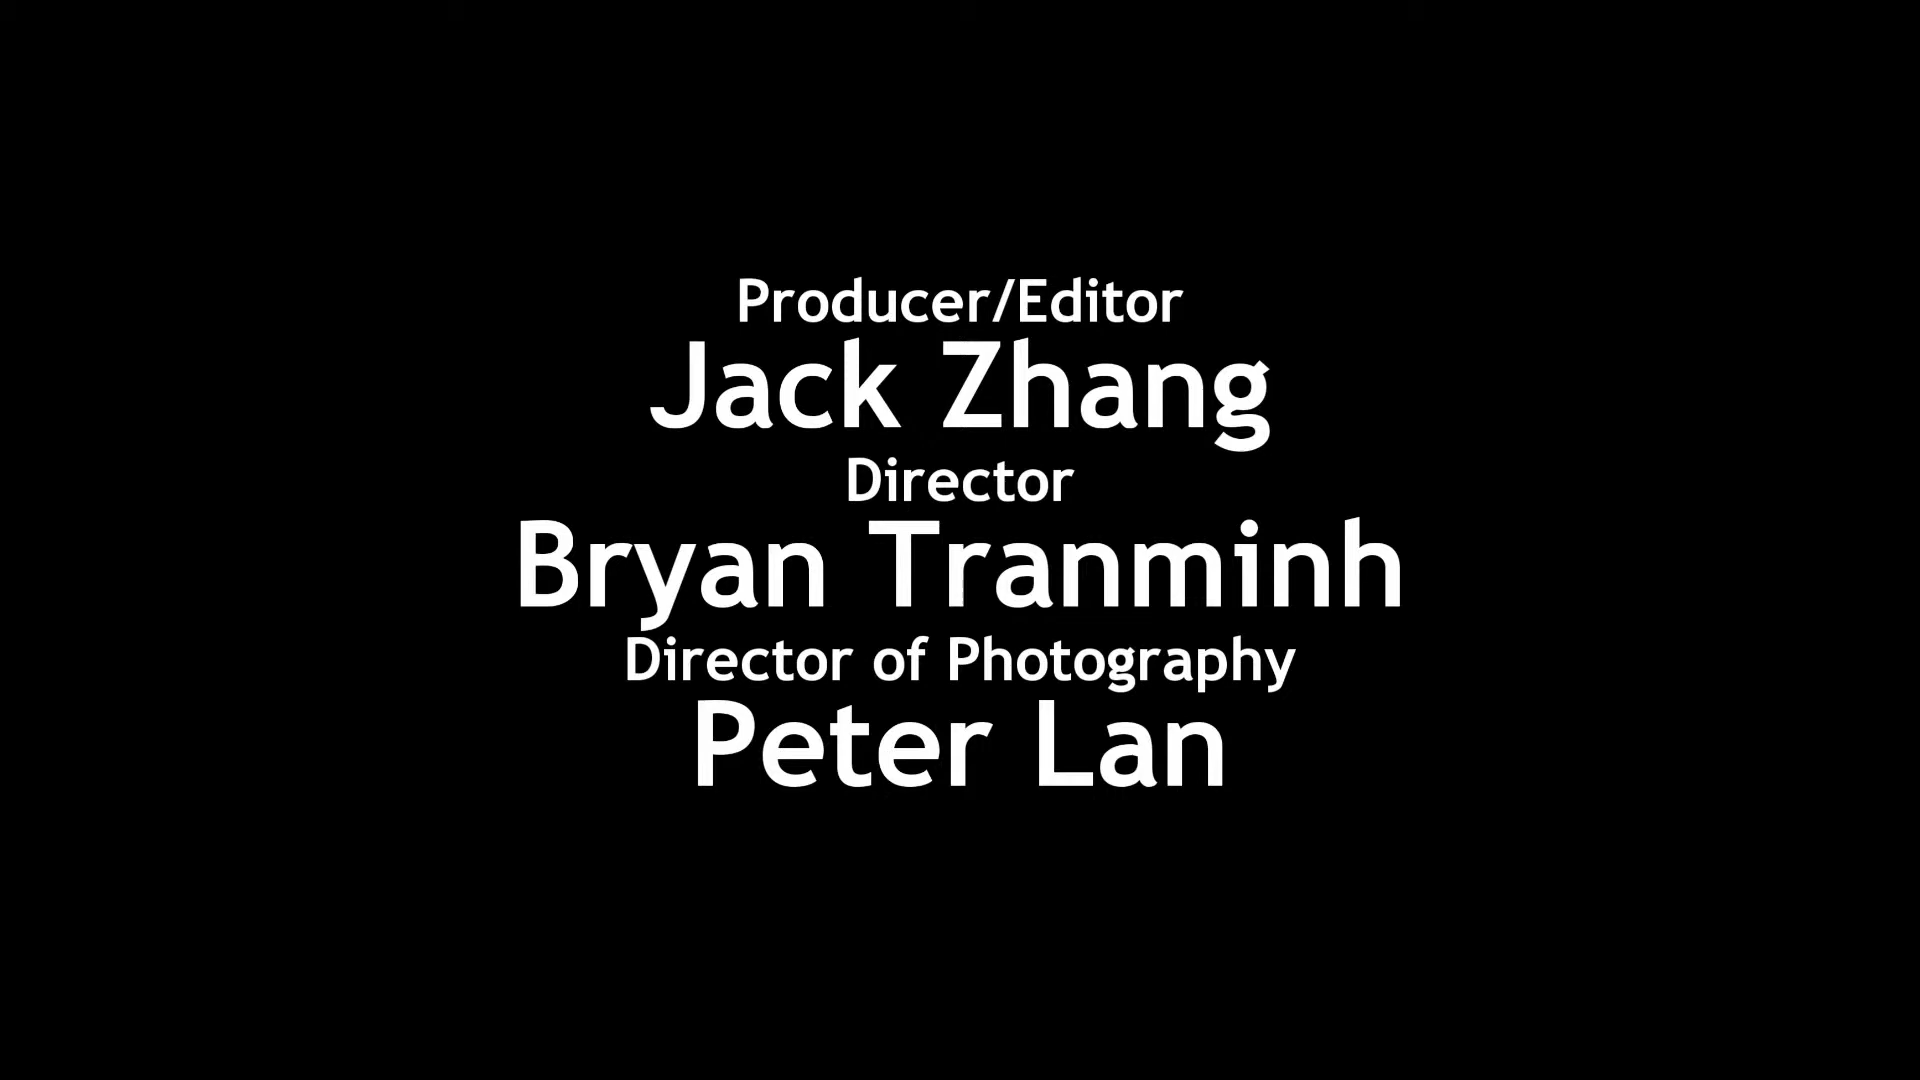 Producer/Editor
Jack Zhang
Director
Bryan Tranminh
Director of Photography
Peter Lan